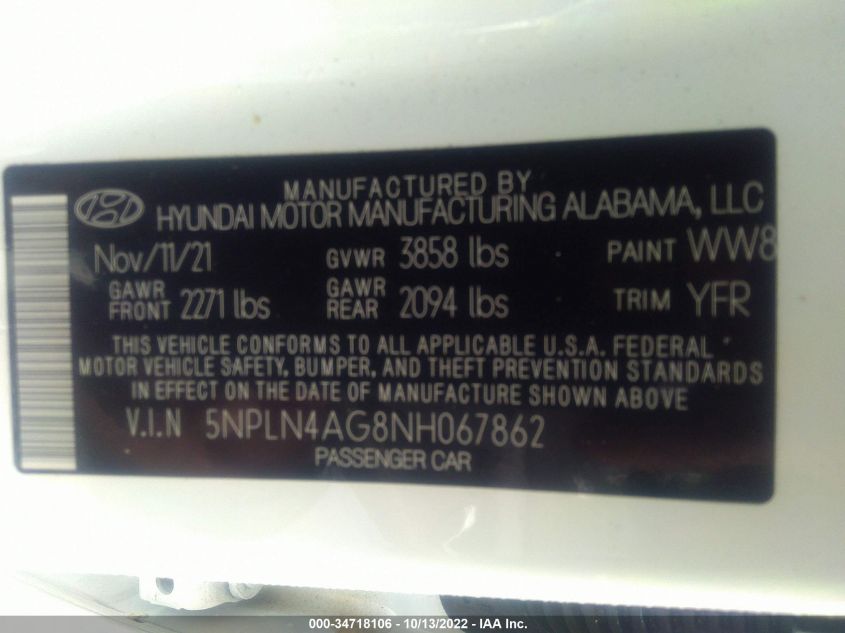 MANUFACTURED BY
HYUNDAI MOTOR MANUFACTURING ALABAMA, LLC
Nov/11/21 GVWR 3858 lbs PAINT WW8
GAWR FRONT 2271 lbs GAWR REAR 2094 lbs TRIM YFR
THIS VEHICLE CONFORMS TO ALL APPLICABLE U.S.A. FEDERAL
MOTOR VEHICLE SAFETY, BUMPER, AND THEFT PREVENTION STANDARDS
IN EFFECT ON THE DATE OF MANUFACTURE SHOWN ABOVE
V.I.N 5NPLN4AG8NH067862
PASSENGER CAR
000-34718106 - 10/13/2022 - IAA Inc.